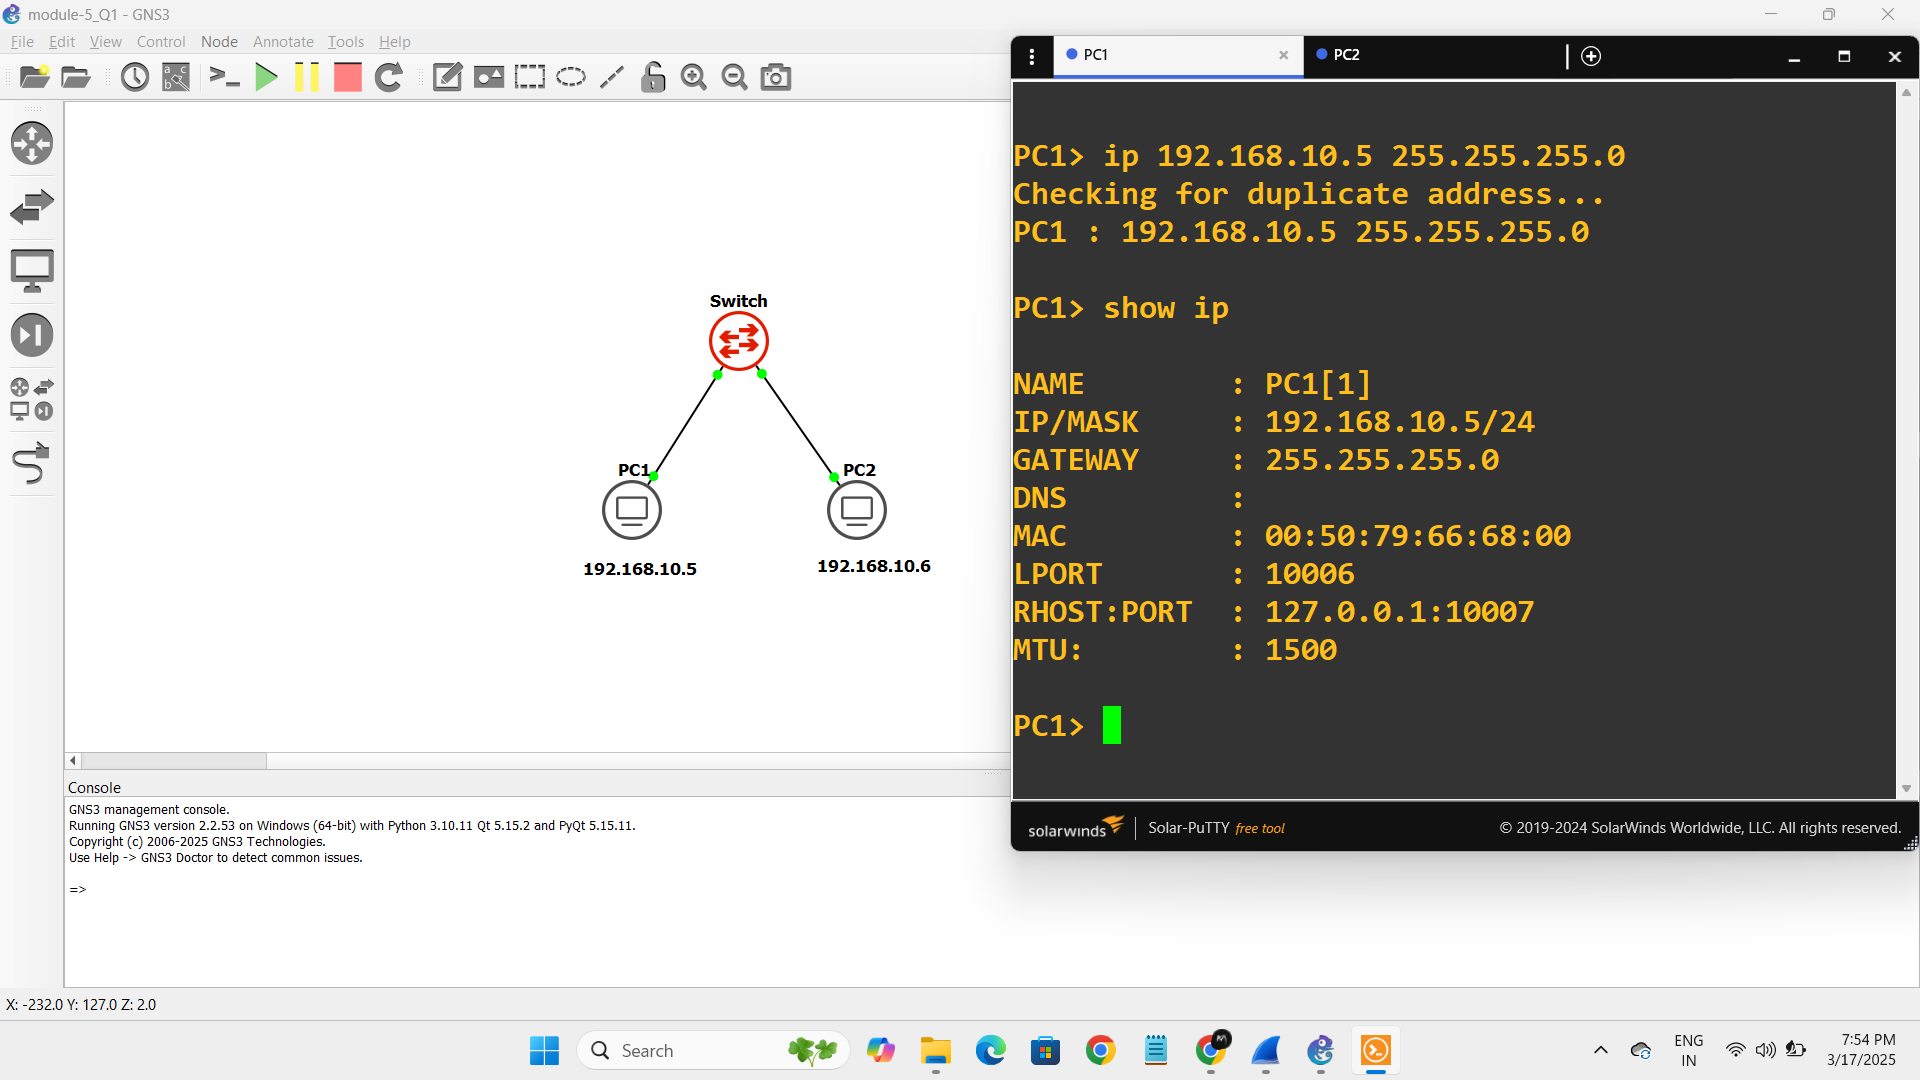 module-5_Q1 - GNS3
File Edit View Control Node Annotate Tools Help
Switch
PC1
PC2
192.168.10.5
192.168.10.6
Console
GNS3 management console.
Running GNS3 version 2.2.53 on Windows (64-bit) with Python 3.10.11 Qt 5.15.2 and PyQt 5.15.11.
Copyright (c) 2006-2025 GNS3 Technologies.
Use Help -> GNS3 Doctor to detect common issues.
=>
X: -232.0 Y: 127.0 Z: 2.0
PC1 PC2
PC1> ip 192.168.10.5 255.255.255.0
Checking for duplicate address...
PC1 : 192.168.10.5 255.255.255.0
PC1> show ip
NAME : PC1[1]
IP/MASK : 192.168.10.5/24
GATEWAY : 255.255.255.0
DNS :
MAC : 00:50:79:66:68:00
LPORT : 10006
RHOST:PORT : 127.0.0.1:10007
MTU: : 1500
PC1>
solarwinds Solar-PuTTY free tool © 2019-2024 SolarWinds Worldwide, LLC. All rights reserved.
Search
M
ENG
IN
7:54 PM
3/17/2025